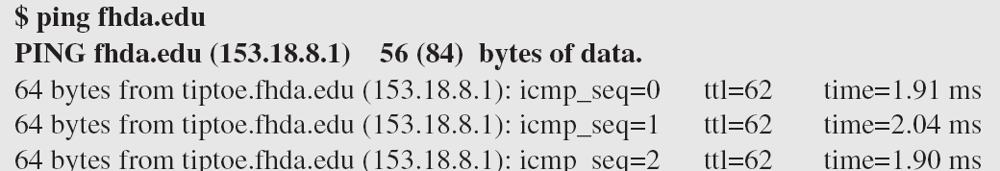 $ ping fhda.edu
PING fhda.edu (153.18.8.1) 56 (84) bytes of data.
64 bytes from tiptoe.fhda.edu (153.18.8.1): icmp_seq=0 ttl=62 time=1.91 ms
64 bytes from tiptoe.fhda.edu (153.18.8.1): icmp_seq=1 ttl=62 time=2.04 ms
64 bytes from tiptoe.fhda.edu (153.18.8.1): icmp_seq=2 ttl=62 time=1.90 ms